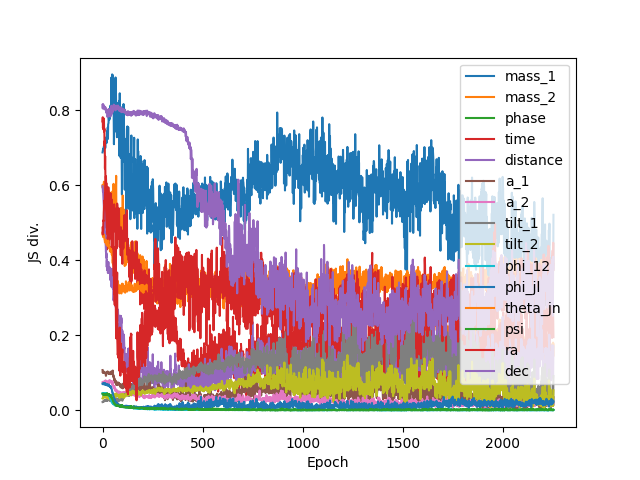 JS div.
0.8
0.6
0.4
0.2
0.0
0
500
1000
1500
2000
Epoch
mass_1
mass_2
phase
time
distance
a_1
a_2
tilt_1
tilt_2
phi_12
phi_jl
theta_jn
psi
ra
dec